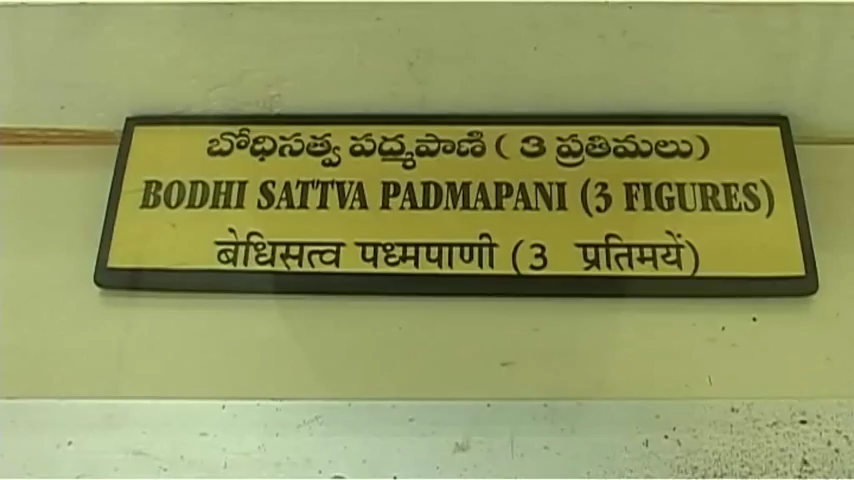 బోధిసత్వ పద్మపాణి ( 3 ప్రతిమలు)
BODHI SATTVA PADMAPANI (3 FIGURES)
बेधिसत्व पध्मपाणी (3 प्रतिमयें)